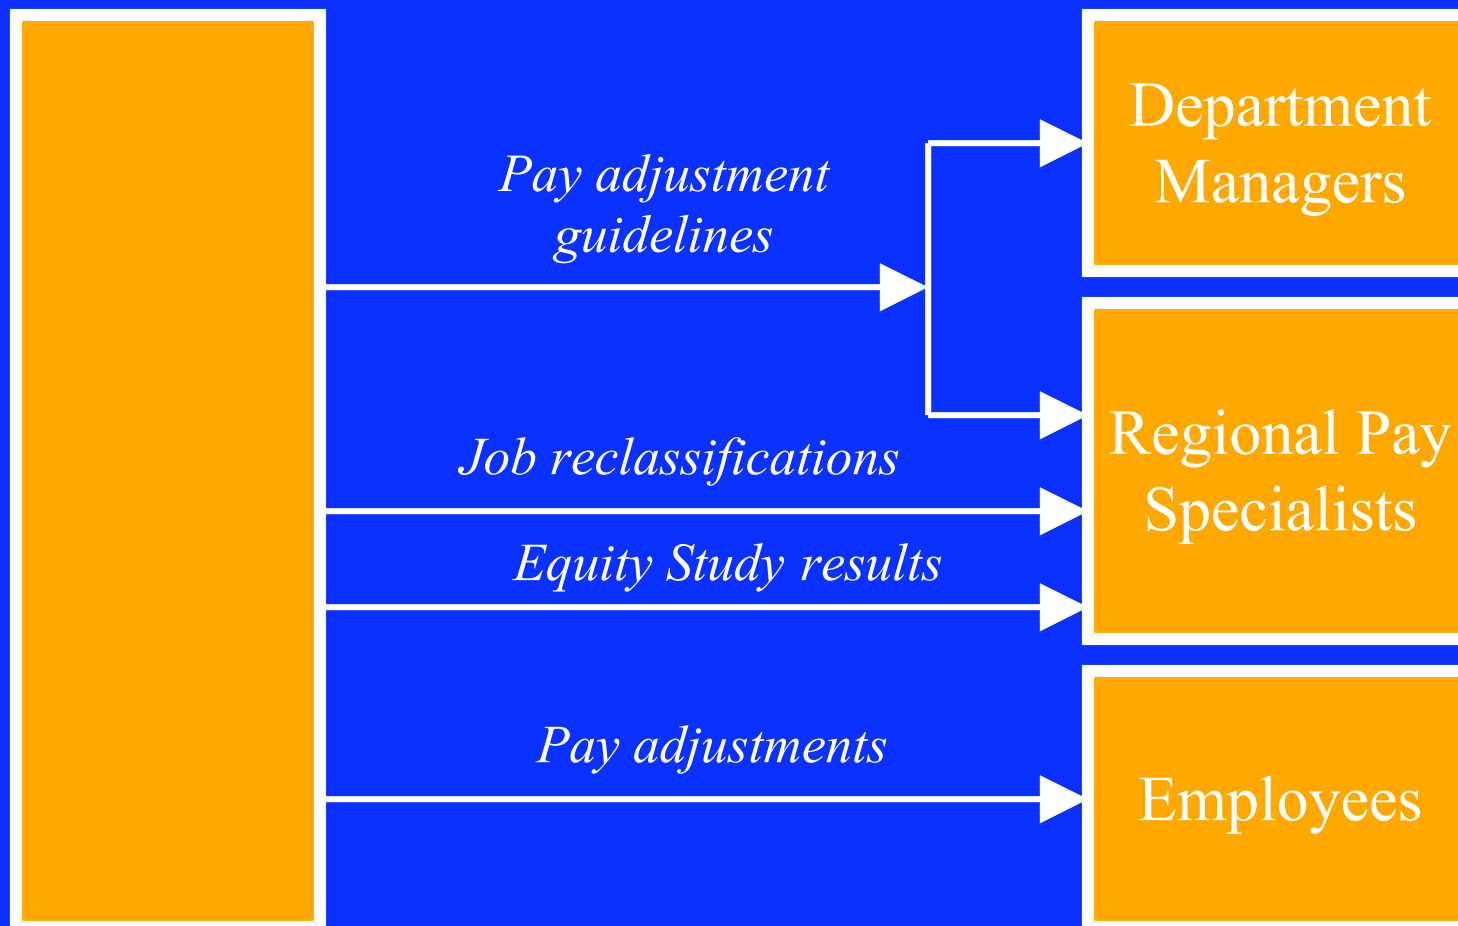 Department
Managers
Pay adjustment
guidelines
Regional Pay
Specialists
Job reclassifications
Equity Study results
Pay adjustments
Employees